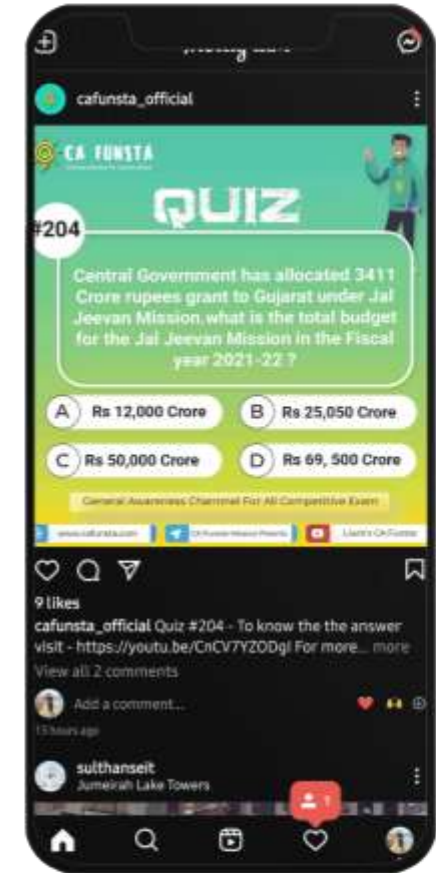 cafunsta_official
CA FUNSTA
QUIZ
#204
Central Government has allocated 3411
Crore rupees grant to Gujarat under Jal
Jeevan Mission,what is the total budget
for the Jal Jeevan Mission in the Fiscal
year 2021-22 ?
A Rs 12,000 Crore
B Rs 25,050 Crore
C Rs 50,000 Crore
D Rs 69, 500 Crore
General Awareness Channel For All Competitive Exam
www.cafunsta.com
9 likes
cafunsta_official Quiz #204 - To know the the answer
visit - https://youtu.be/CnCV7YZODgI For more... more
View all 2 comments
Add a comment...
13 hours ago
sulthanseit
Jumeirah Lake Towers
1